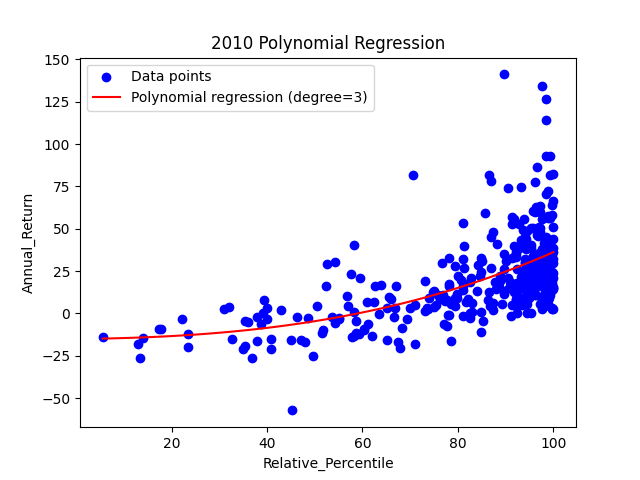 2010 Polynomial Regression
Data points
Polynomial regression (degree=3)
Annual_Return
150
125
100
75
50
25
0
−25
−50
20 40 60 80 100
Relative_Percentile